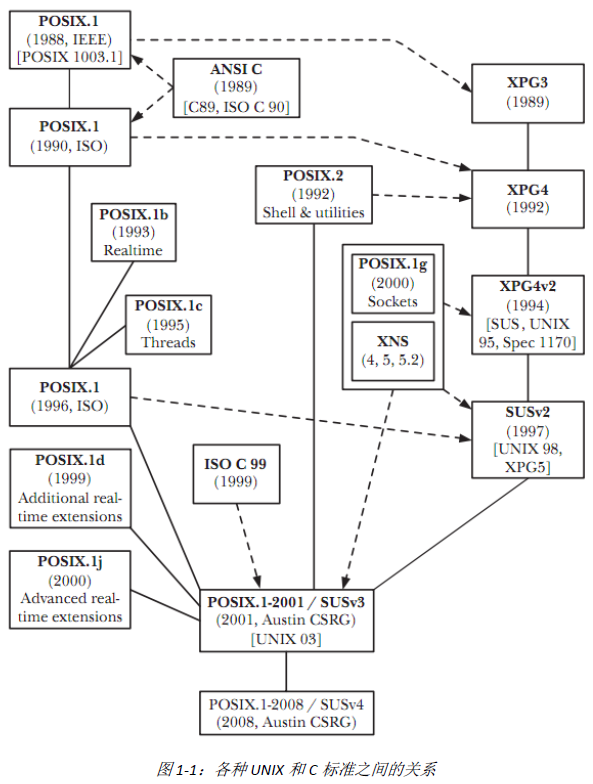 POSIX.1
(1988, IEEE)
[POSIX 1003.1]
ANSI C
(1989)
[C89, ISO C 90]
XPG3
(1989)
POSIX.1
(1990, ISO)
POSIX.2
(1992)
Shell & utilities
XPG4
(1992)
POSIX.1b
(1993)
Realtime
POSIX.1g
(2000)
Sockets
XNS
(4, 5, 5.2)
XPG4v2
(1994)
[SUS, UNIX
95, Spec 1170]
POSIX.1c
(1995)
Threads
POSIX.1
(1996, ISO)
SUSv2
(1997)
[UNIX 98,
XPG5]
POSIX.1d
(1999)
Additional real-
time extensions
ISO C 99
(1999)
POSIX.1j
(2000)
Advanced real-
time extensions
POSIX.1-2001 / SUSv3
(2001, Austin CSRG)
[UNIX 03]
POSIX.1-2008 / SUSv4
(2008, Austin CSRG)
图 1-1：各种 UNIX 和 C 标准之间的关系